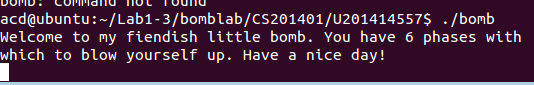 bomb: command not found
acd@ubuntu:~/Lab1-3/bomblab/CS201401/U201414557$ ./bomb
Welcome to my fiendish little bomb. You have 6 phases with
which to blow yourself up. Have a nice day!